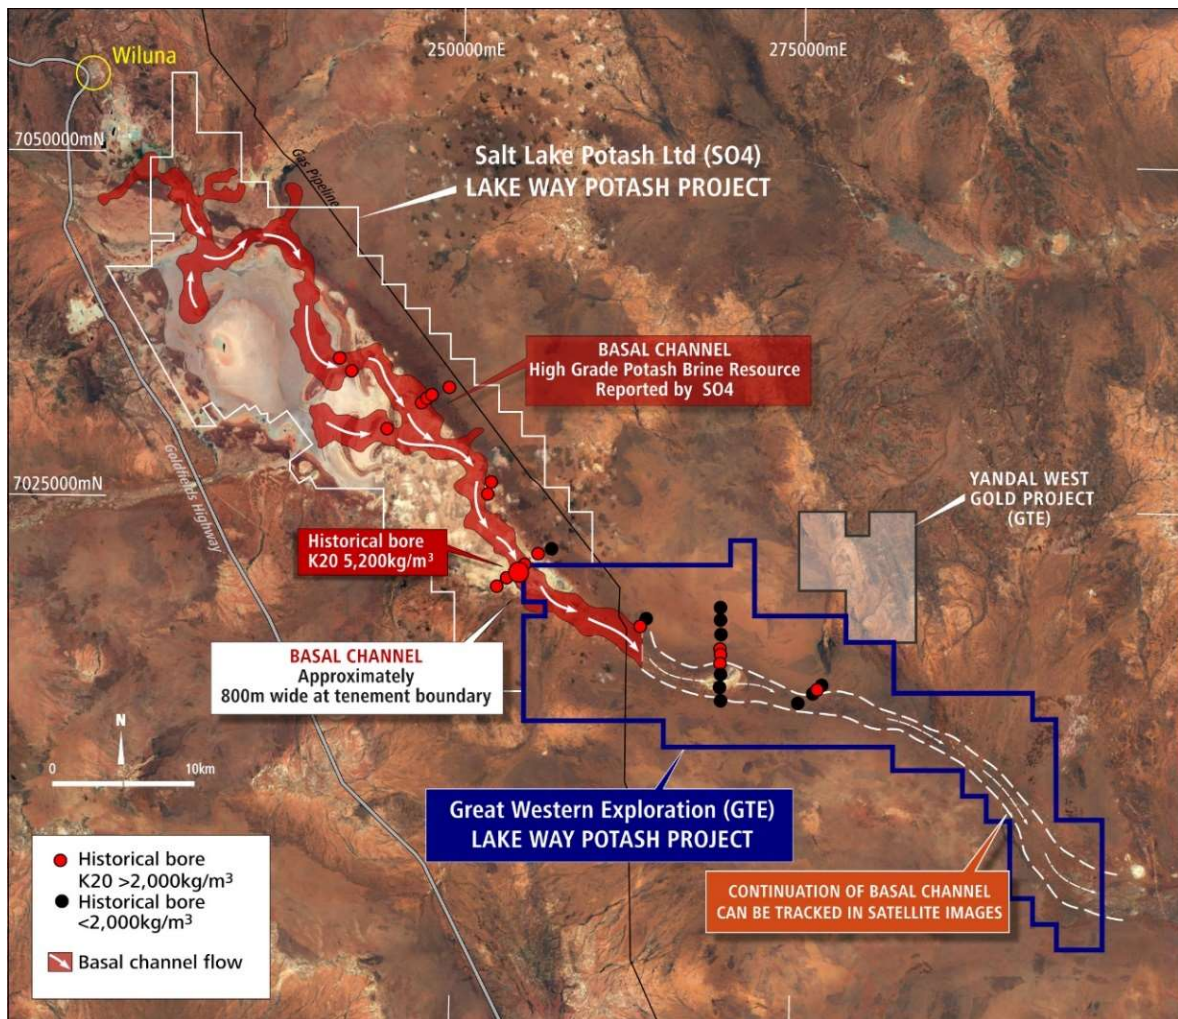 250000mE
275000mE
Wiluna
7050000mN
Salt Lake Potash Ltd (SO4)
LAKE WAY POTASH PROJECT
Gas Pipeline
BASAL CHANNEL
High Grade Potash Brine Resource
Reported by SO4
7025000mN
Goldfields Highway
YANDAL WEST
GOLD PROJECT
(GTE)
Historical bore
K20 5,200kg/m³
BASAL CHANNEL
Approximately
800m wide at tenement boundary
N
0 10km
Great Western Exploration (GTE)
LAKE WAY POTASH PROJECT
CONTINUATION OF BASAL CHANNEL
CAN BE TRACKED IN SATELLITE IMAGES
Historical bore
K20 >2,000kg/m³
Historical bore
<2,000kg/m³
Basal channel flow